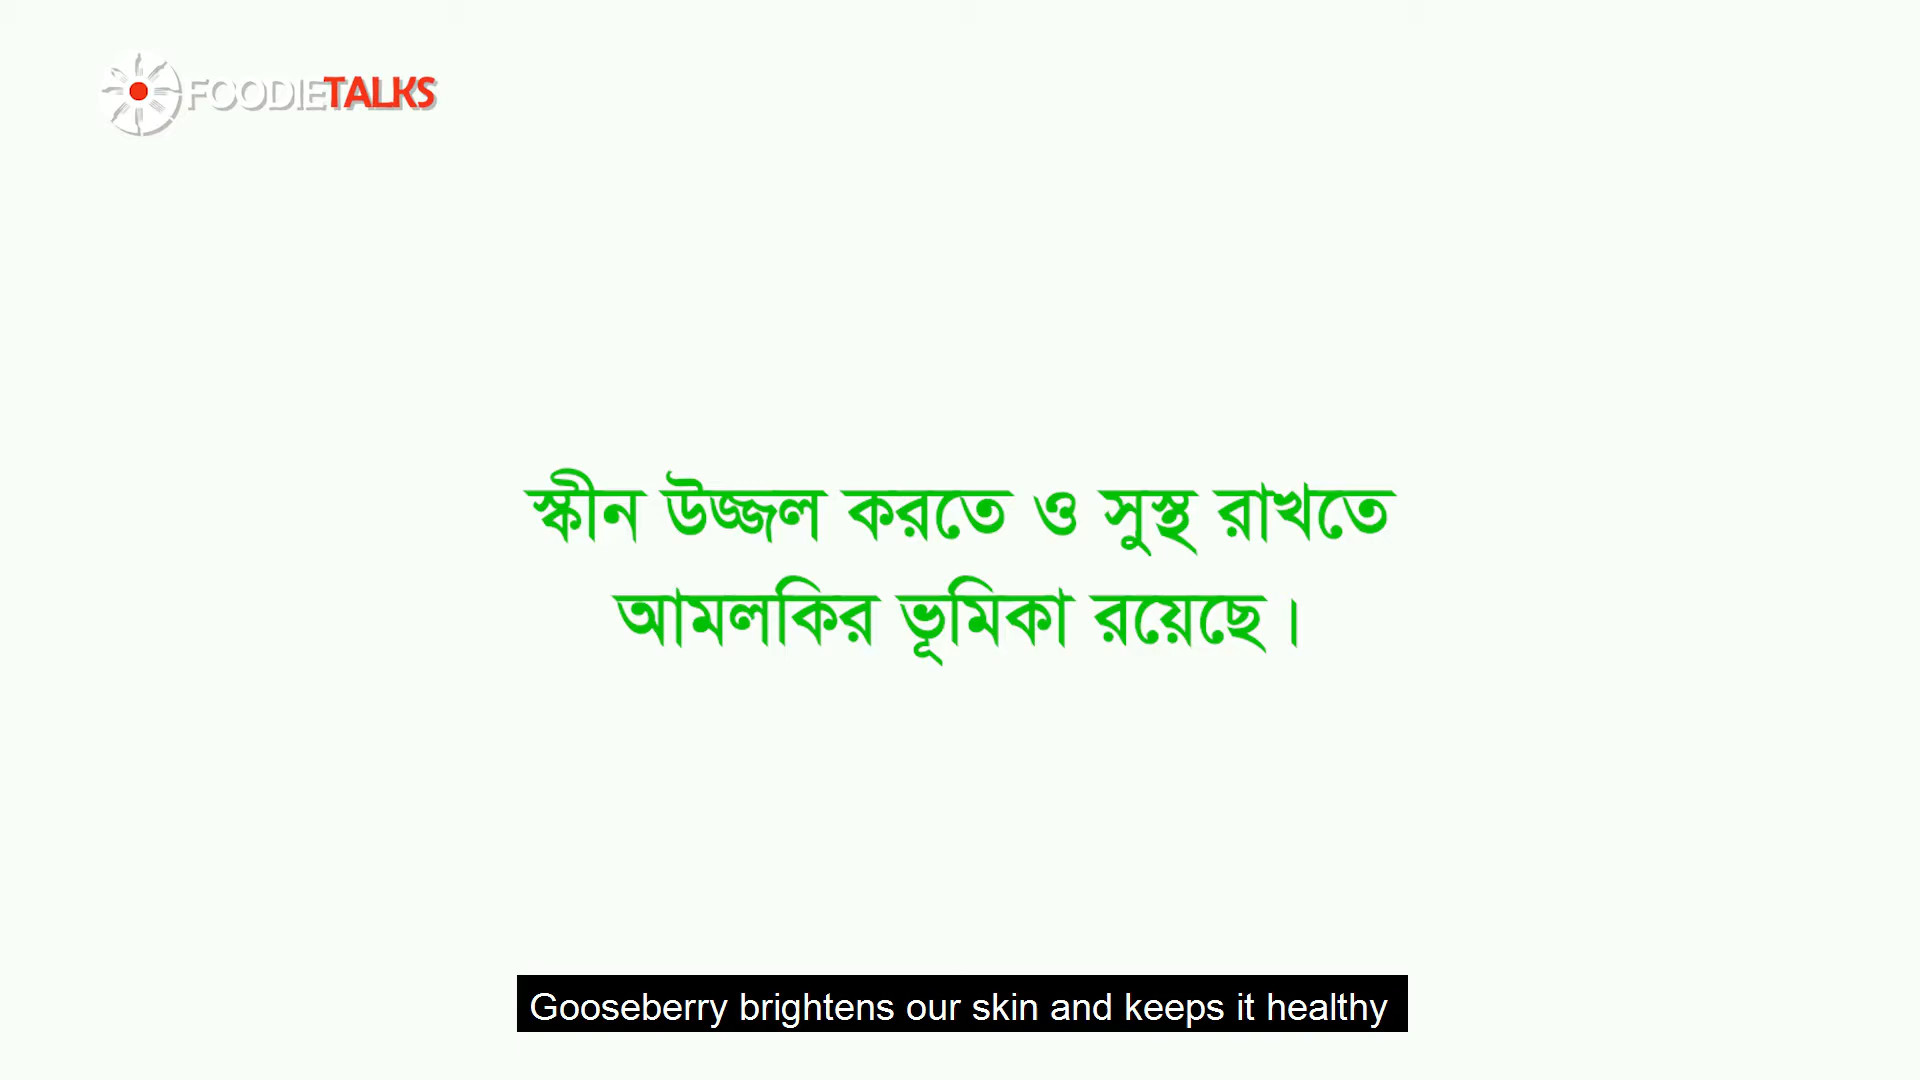 FOODIETALKS
স্কীন উজ্জল করতে ও সুস্থ রাখতে
আমলকির ভূমিকা রয়েছে।
Gooseberry brightens our skin and keeps it healthy